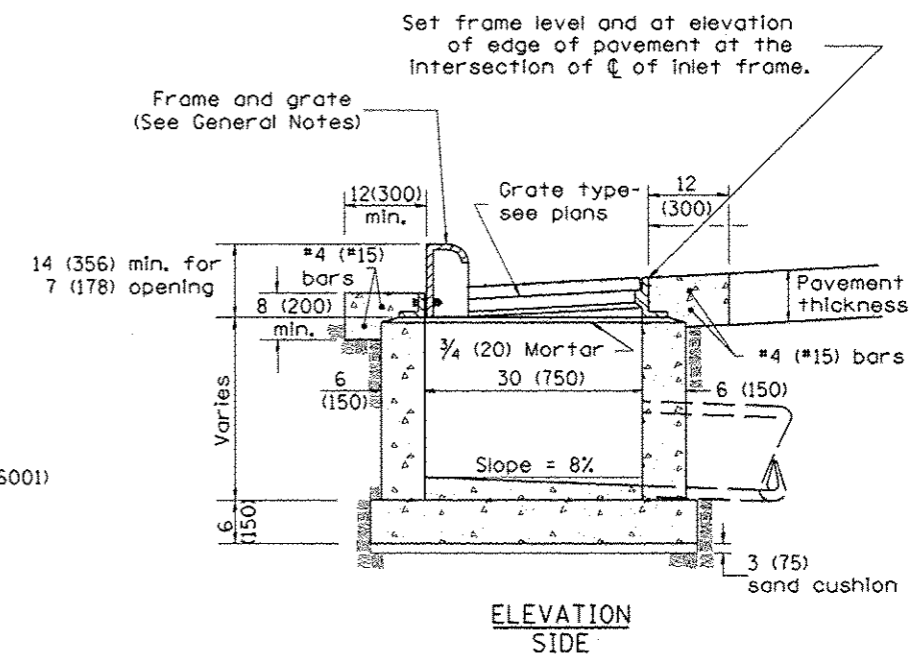 Set frame level and at elevation
of edge of pavement at the
intersection of ℄ of inlet frame.
Frame and grate
(See General Notes)
12(300)
min.
Grate type-
see plans
12
(300)
14 (356) min. for
7 (178) opening
#4 (#15)
bars
8 (200)
min.
Pavement
thickness
3/4 (20) Mortar
#4 (#15) bars
6
(150)
30 (750)
6
(150)
Varies
Slope = 8%
6001)
6
(150)
3 (75)
sand cushion
ELEVATION
SIDE